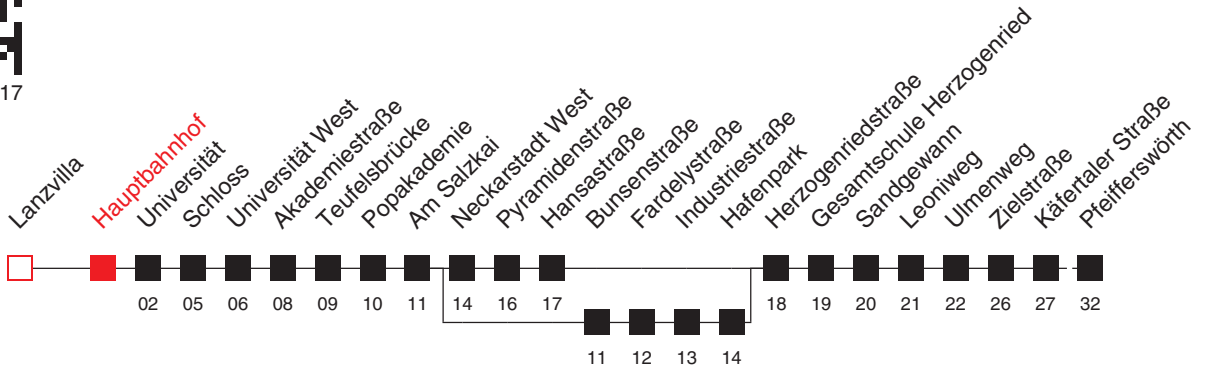 17
Lanzvilla
Hauptbahnhof
Universität
Schloss
Universität West
Akademiestraße
Teufelsbrücke
Popakademie
Am Salzkai
Neckarstadt West
Pyramidenstraße
Hansastraße
Bunsenstraße
Fardelystraße
Industriestraße
Hafenpark
Herzogenriedstraße
Gesamtschule Herzogenried
Sandgewann
Leoniweg
Ulmenweg
Zielstraße
Käfertaler Straße
Pfeifferswörth
02 05 06 08 09 10 11 14 16 17 18 19 20 21 22 26 27 32
11 12 13 14